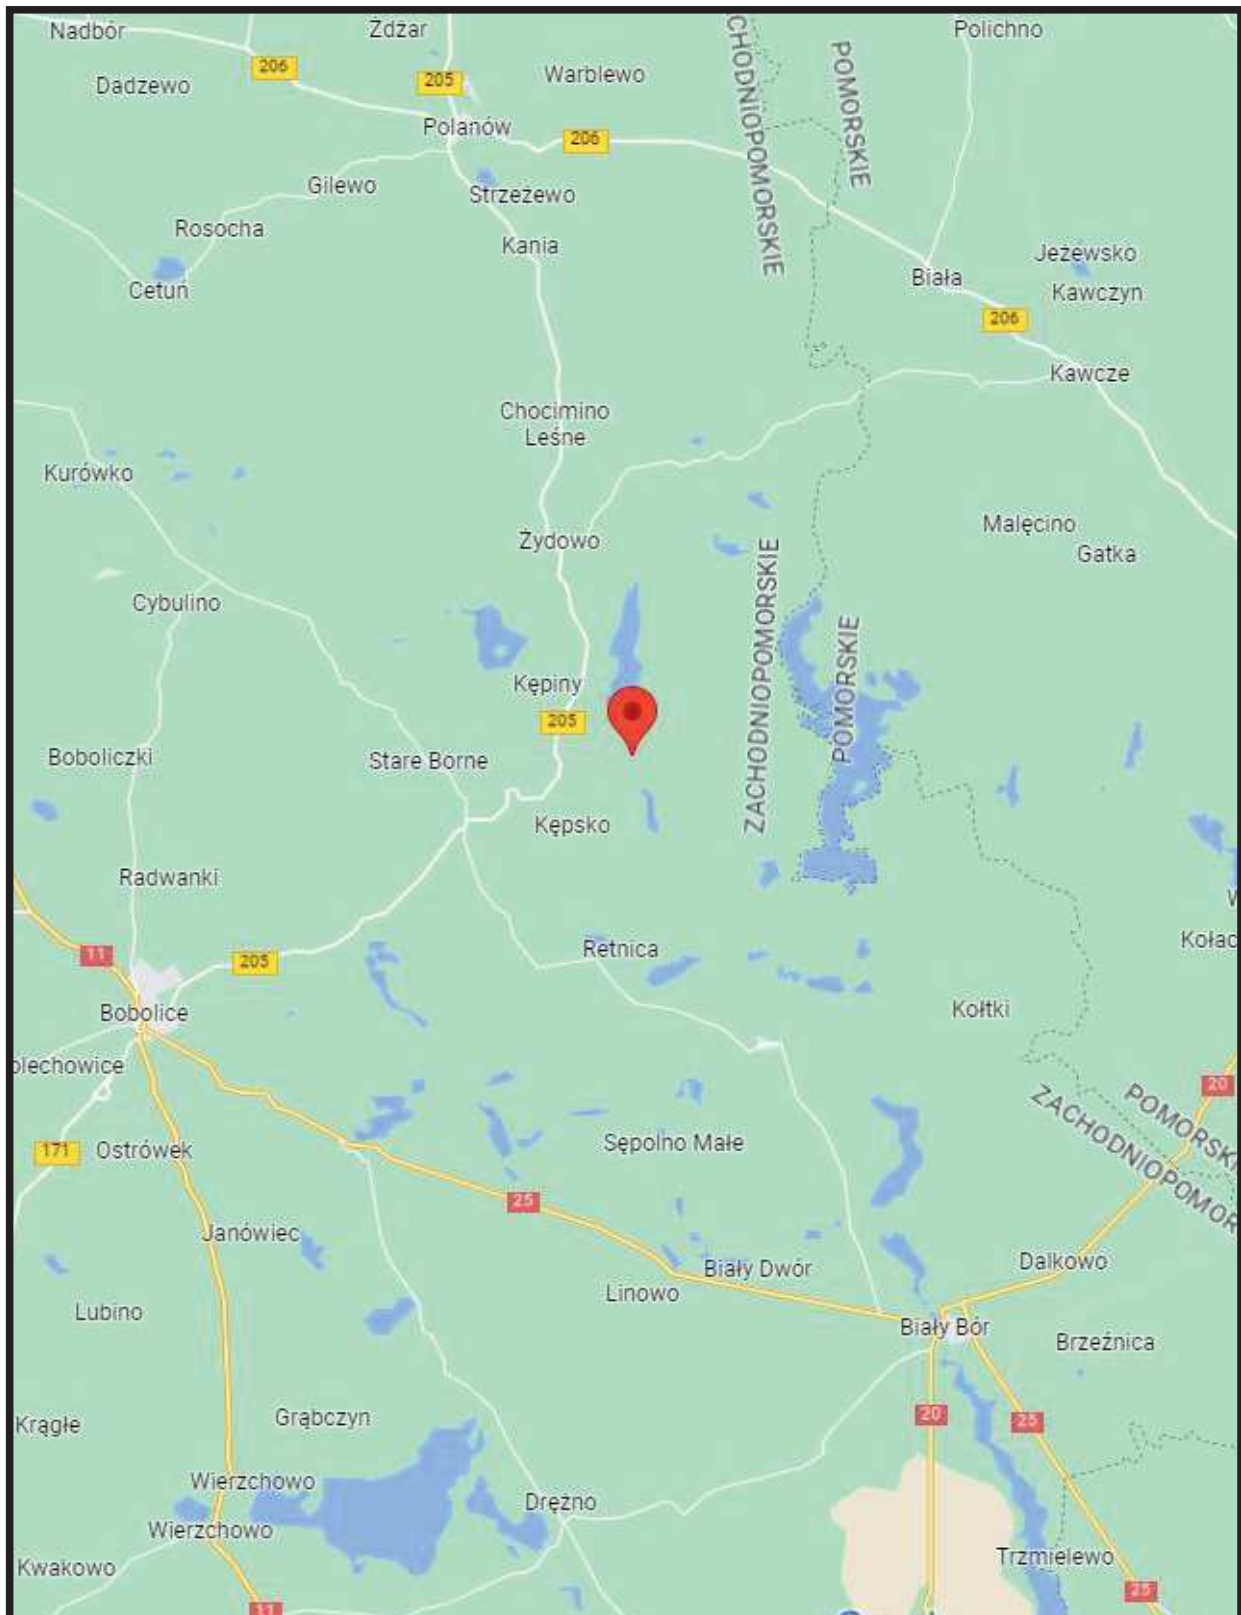 Nadbór
Żdżar
Polichno
206
205
Warblewo
Dadzewo
CHODNIOPOMORSKIE
POMORSKIE
Polanów
206
Gilewo
Strzeżewo
Rosocha
Kania
Jeżewsko
Cetuń
Biała
Kawczyn
206
Kawcze
Chocimino
Leśne
Kurówko
Malęcino
Żydowo
Gatka
Cybulino
ZACHODNIOPOMORSKIE
POMORSKIE
Kępiny
205
Boboliczki
Stare Borne
Kępsko
Radwanki
W
Kołac
11
205
Retnica
Bobolice
Kołtki
olechowice
20
ZACHODNIOPOMOR
POMORSKI
171
Ostrówek
Sępolno Małe
25
Janówiec
Dalkowo
Biały Dwór
Linowo
Lubino
Biały Bór
Brzeźnica
Krągłe
Grąbczyn
20
25
Wierzchowo
Drężno
Wierzchowo
Kwakowo
Trzmielewo
25
11